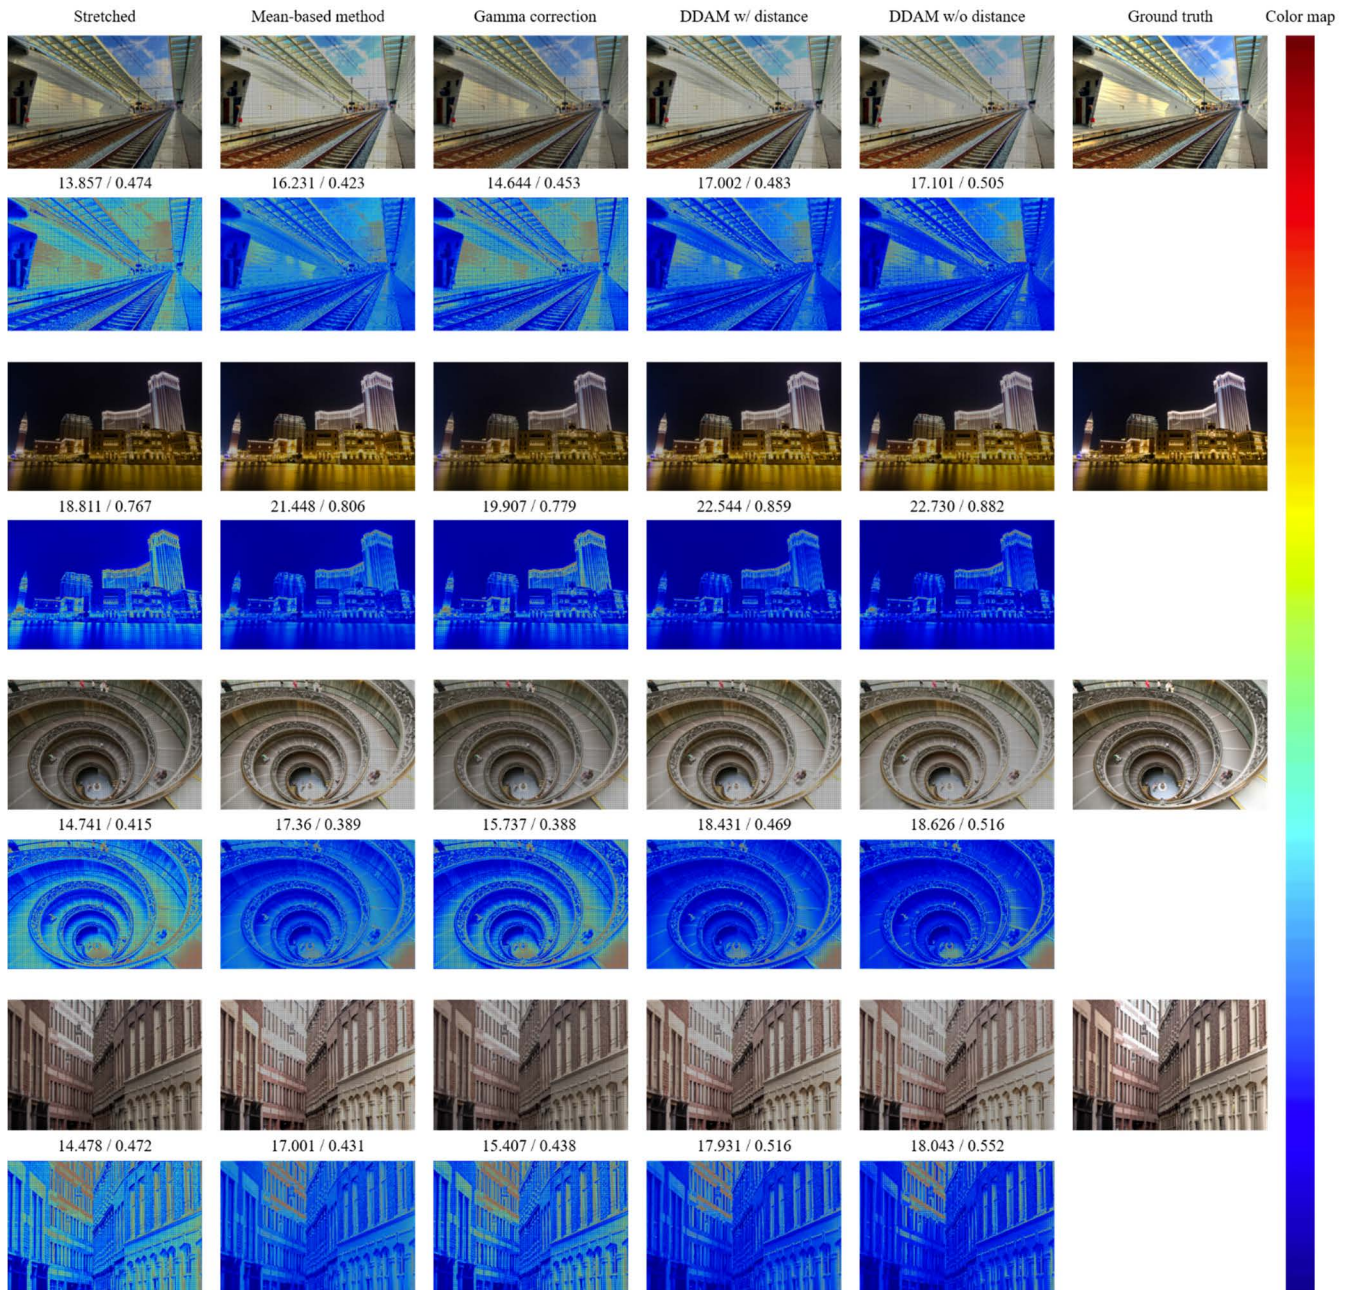 Stretched Mean-based method Gamma correction DDAM w/ distance DDAM w/o distance Ground truth Color map
13.857 / 0.474 16.231 / 0.423 14.644 / 0.453 17.002 / 0.483 17.101 / 0.505
18.811 / 0.767 21.448 / 0.806 19.907 / 0.779 22.544 / 0.859 22.730 / 0.882
14.741 / 0.415 17.36 / 0.389 15.737 / 0.388 18.431 / 0.469 18.626 / 0.516
14.478 / 0.472 17.001 / 0.431 15.407 / 0.438 17.931 / 0.516 18.043 / 0.552